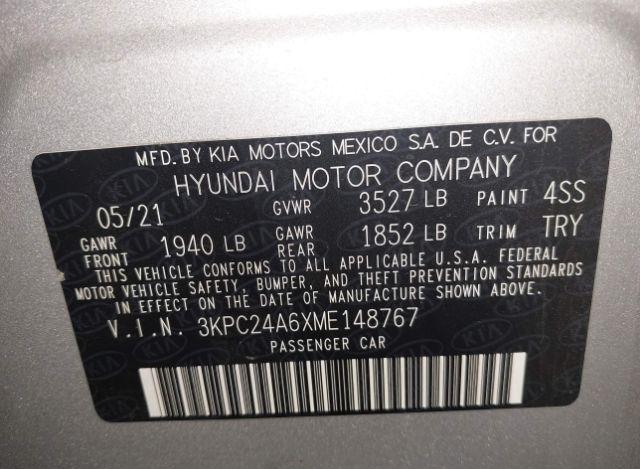 MFD. BY KIA MOTORS MEXICO S.A. DE C.V. FOR
HYUNDAI MOTOR COMPANY
05/21 GVWR 3527 LB PAINT 4SS
GAWR FRONT 1940 LB GAWR REAR 1852 LB TRIM TRY
THIS VEHICLE CONFORMS TO ALL APPLICABLE U.S.A. FEDERAL
MOTOR VEHICLE SAFETY, BUMPER, AND THEFT PREVENTION STANDARDS
IN EFFECT ON THE DATE OF MANUFACTURE SHOWN ABOVE.
V.I.N. 3KPC24A6XME148767
PASSENGER CAR